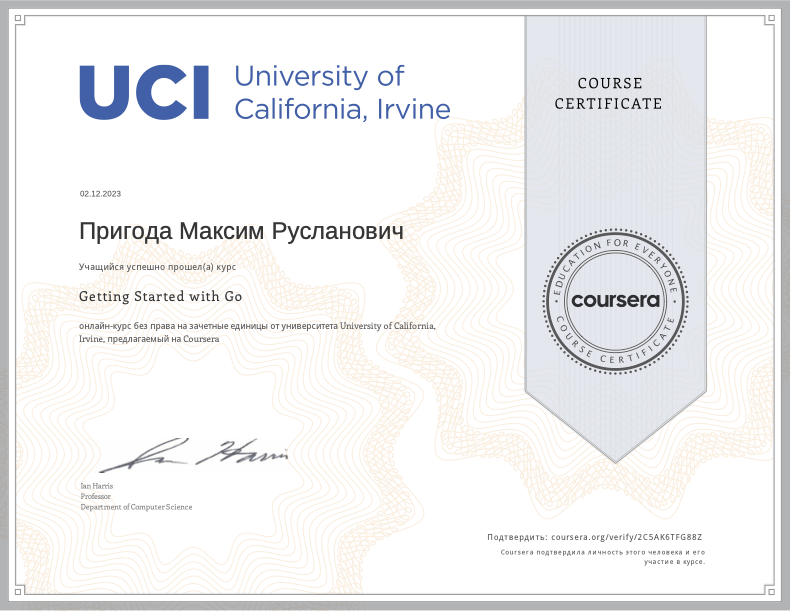 UCI University of
California, Irvine
COURSE
CERTIFICATE
02.12.2023
Пригода Максим Русланович
Учащийся успешно прошел(а) курс
Getting Started with Go
онлайн-курс без права на зачетные единицы от университета University of California,
Irvine, предлагаемый на Coursera
EDUCATION FOR EVERYONE
coursera
COURSE CERTIFICATE
Ian Harris
Ian Harris
Professor
Department of Computer Science
Подтвердить: coursera.org/verify/2C5AK6TFG88Z
Coursera подтвердила личность этого человека и его
участие в курсе.